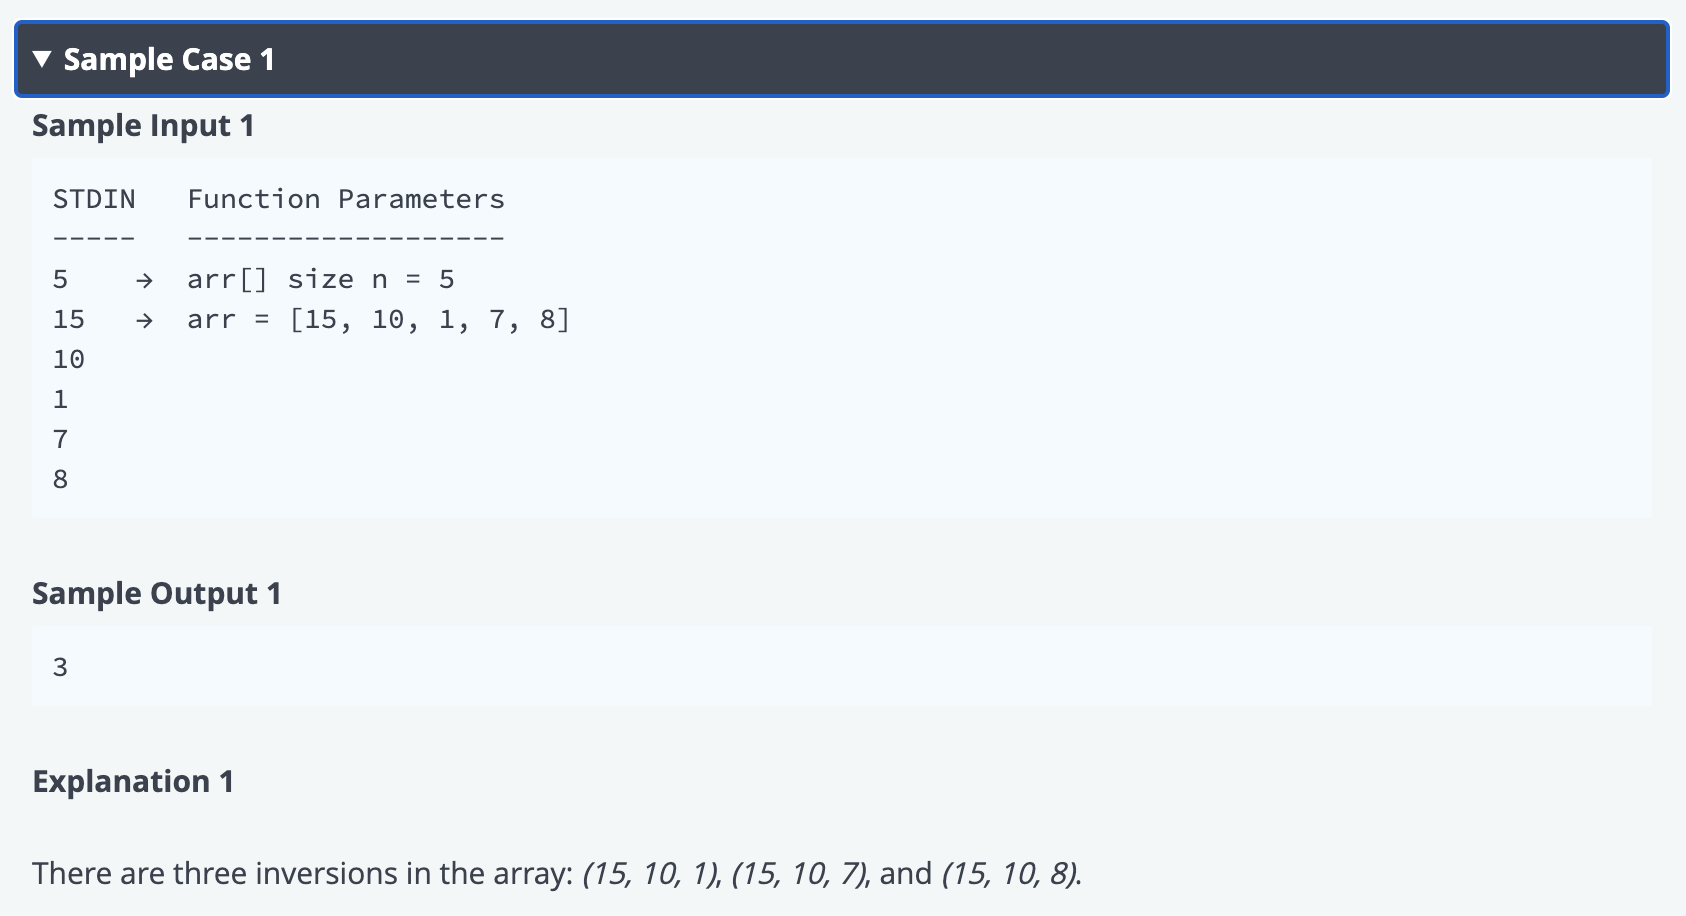 ▼ Sample Case 1
Sample Input 1
STDIN   Function Parameters
-----   -------------------
5    →  arr[] size n = 5
15   →  arr = [15, 10, 1, 7, 8]
10
1
7
8
Sample Output 1
3
Explanation 1
There are three inversions in the array: (15, 10, 1), (15, 10, 7), and (15, 10, 8).